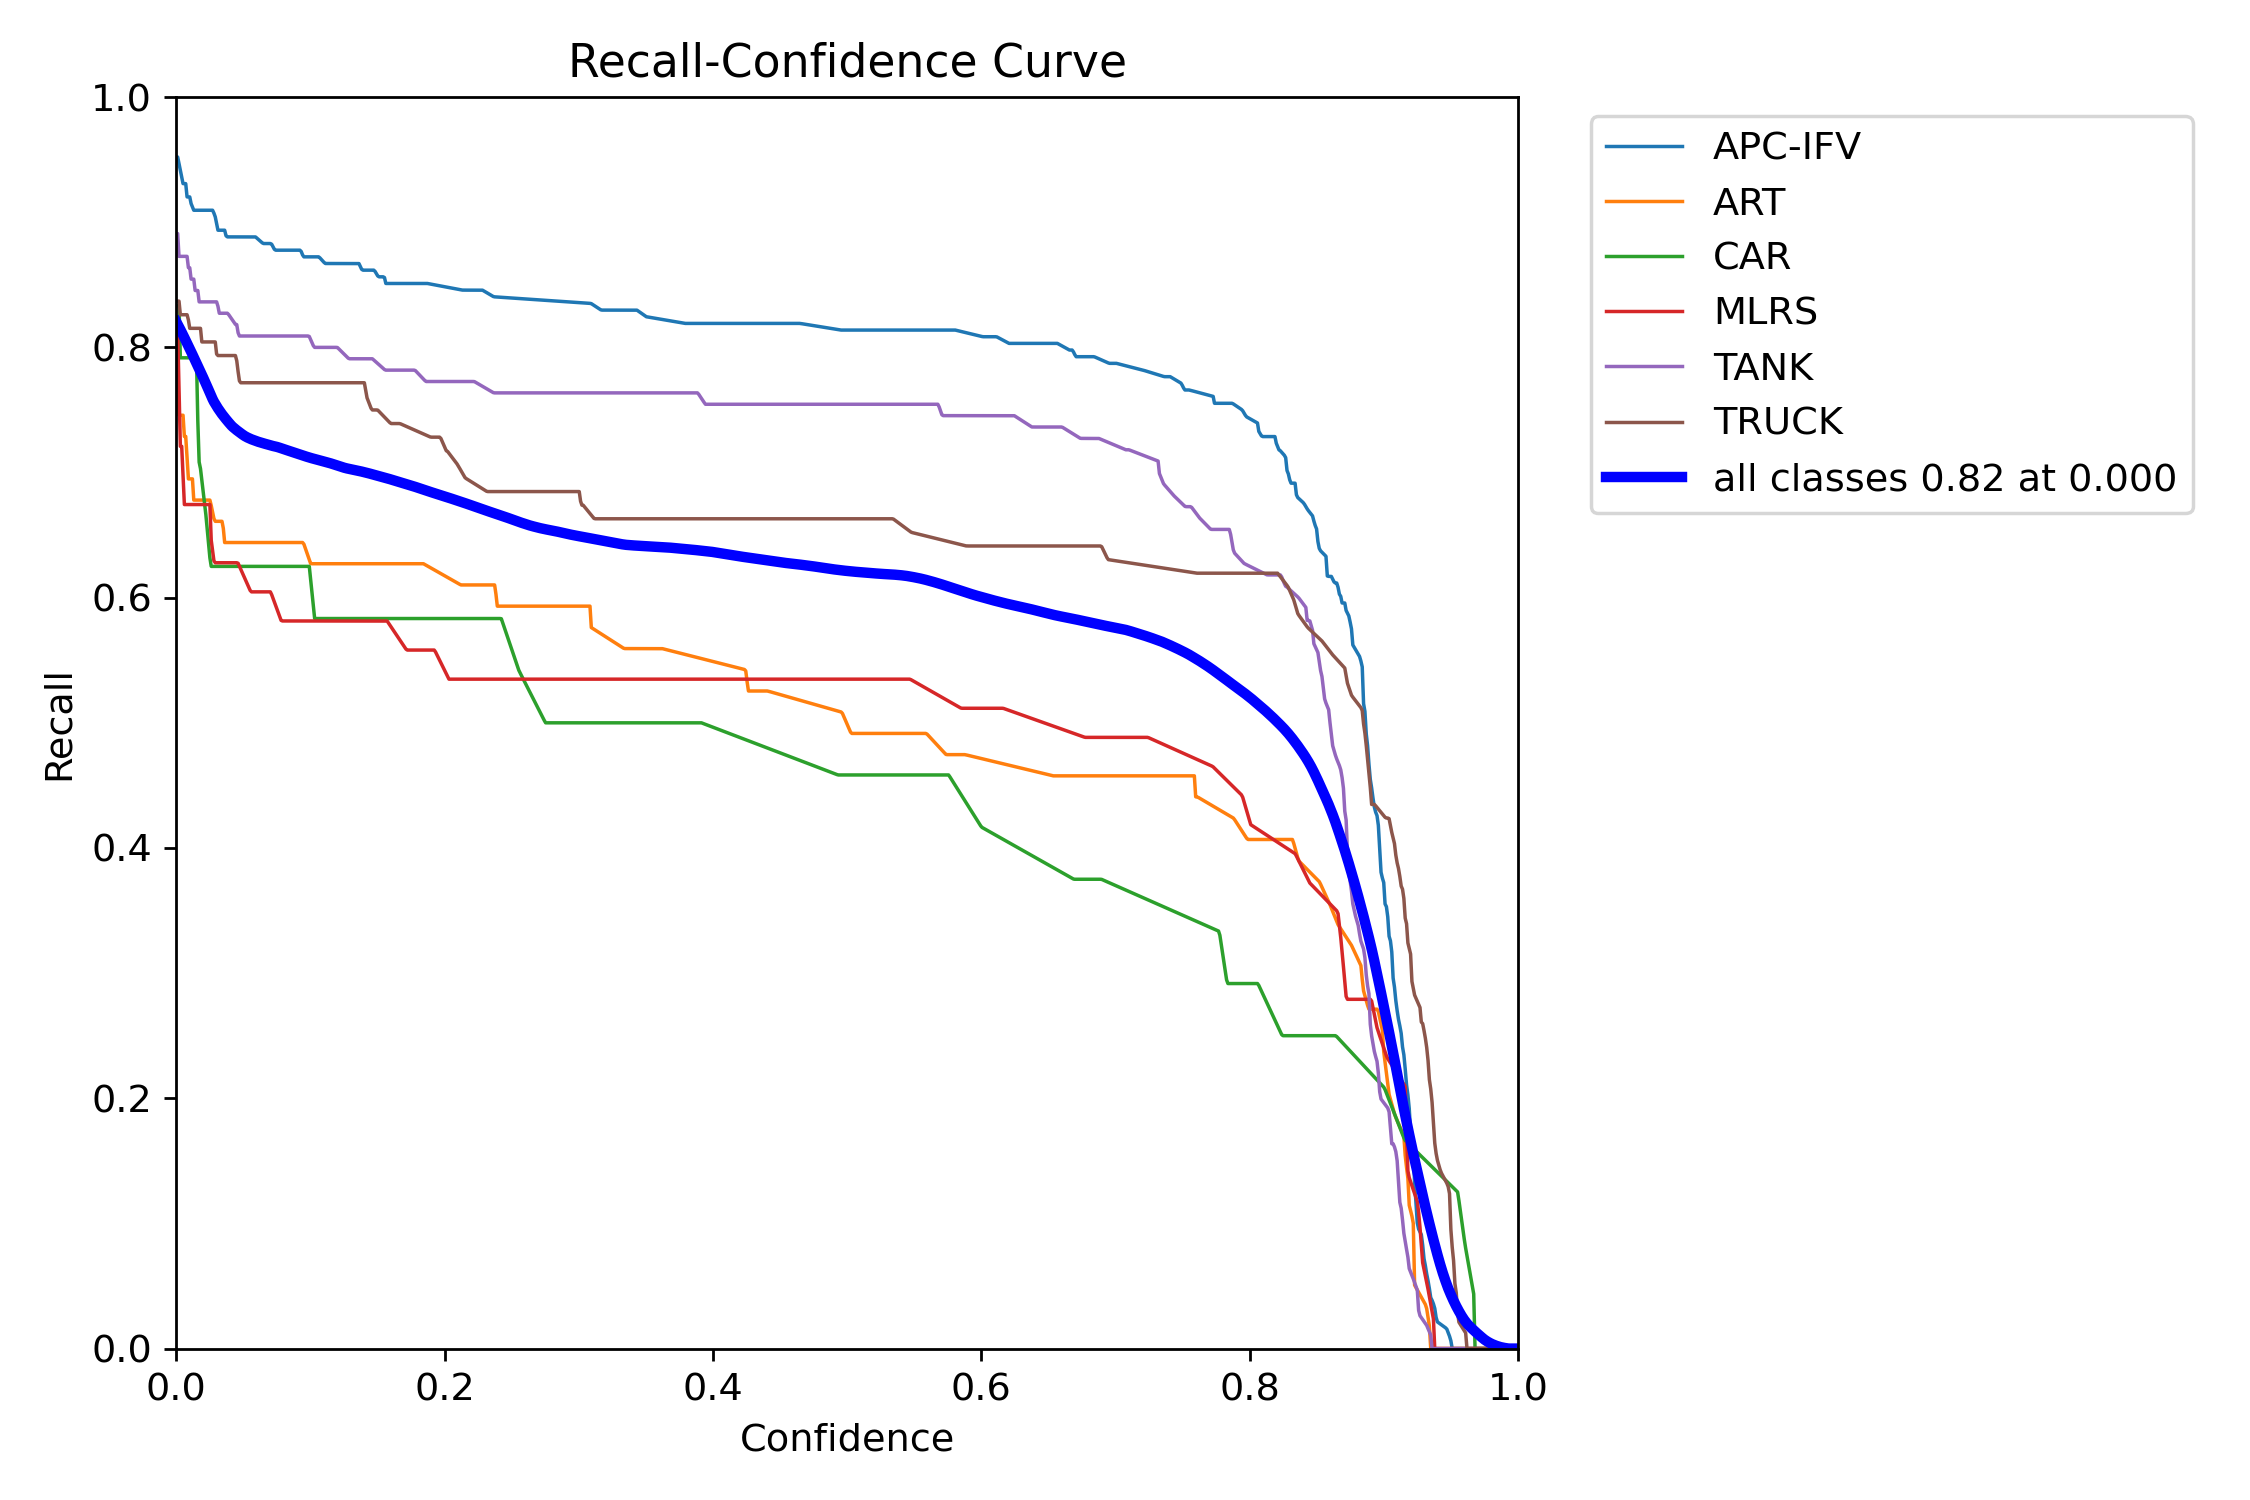 Recall-Confidence Curve
1.0
0.8
0.6
0.4
0.2
0.0
Recall
0.0 0.2 0.4 0.6 0.8 1.0
Confidence
APC-IFV
ART
CAR
MLRS
TANK
TRUCK
all classes 0.82 at 0.000